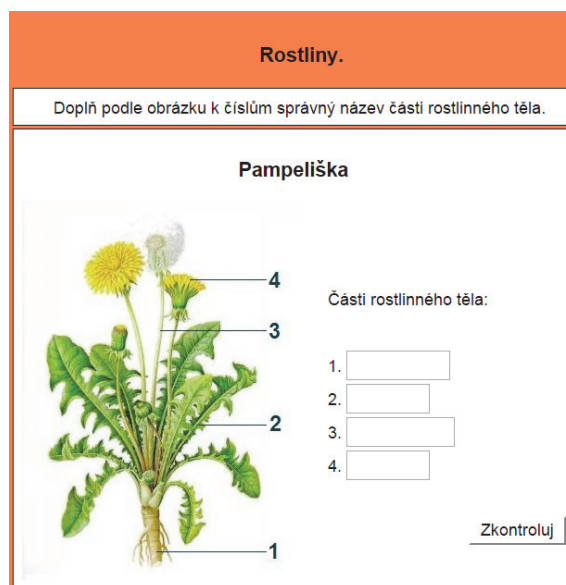 Rostliny.
Doplň podle obrázku k číslům správný název části rostlinného těla.
Pampeliška
4
3
2
1
Části rostlinného těla:
1.
2.
3.
4.
Zkontroluj